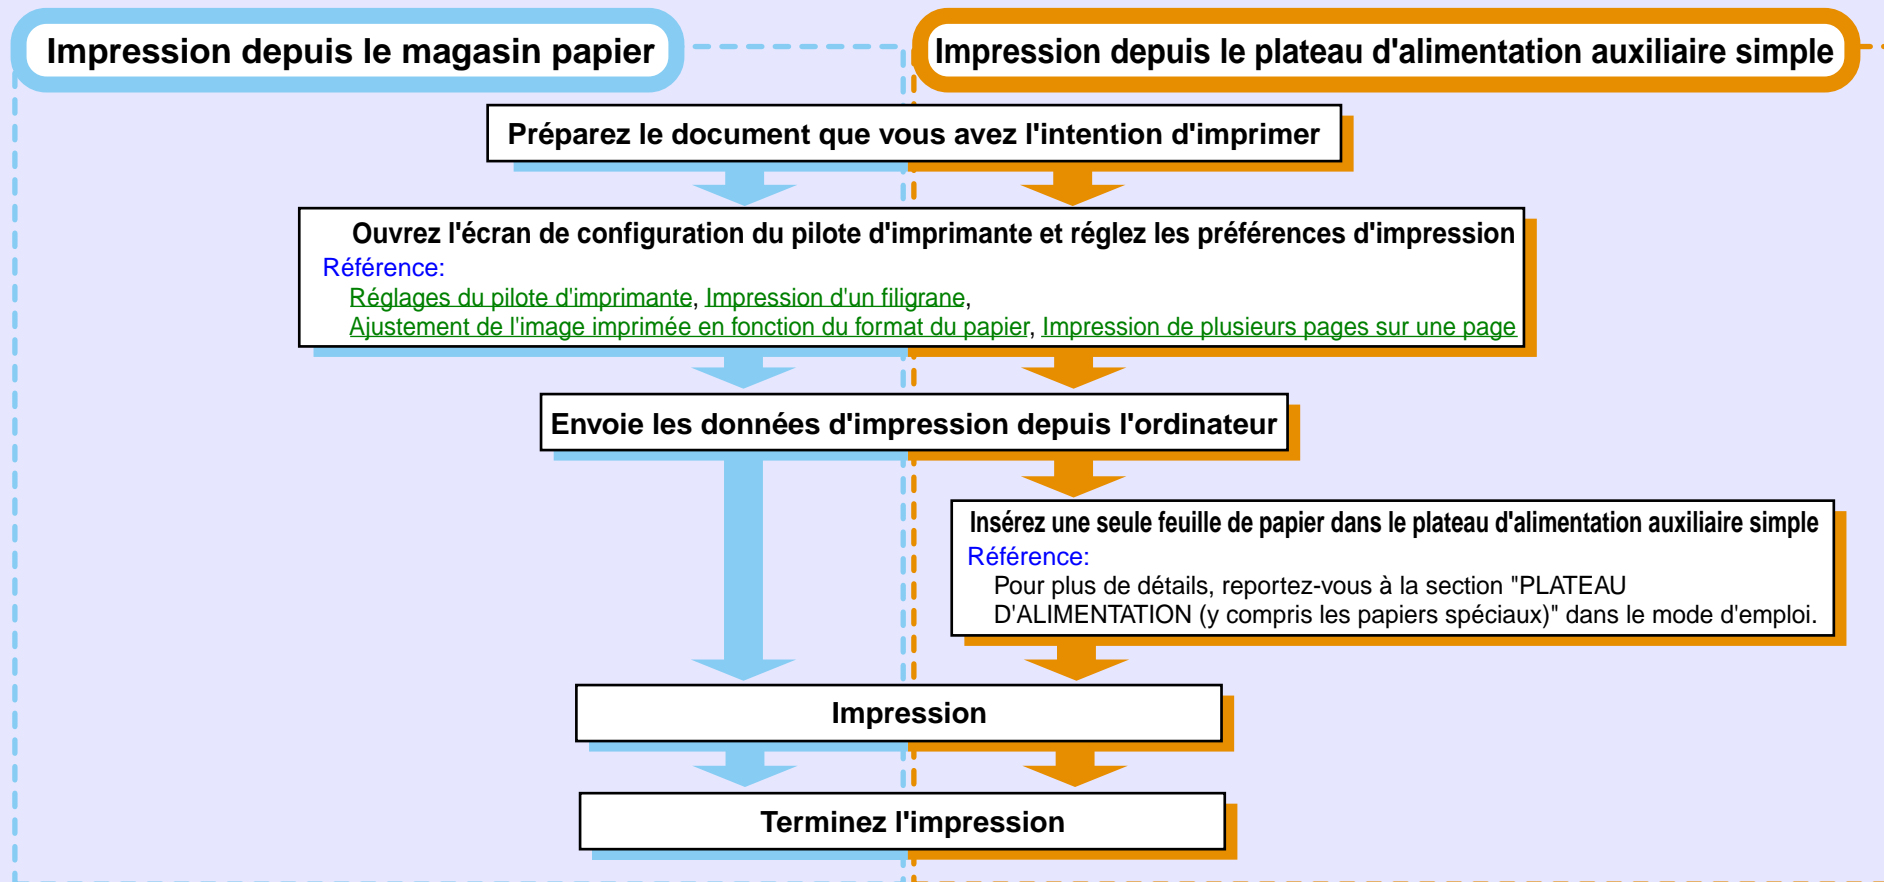 Impression depuis le magasin papier
Impression depuis le plateau d'alimentation auxiliaire simple
Préparez le document que vous avez l'intention d'imprimer
Ouvrez l'écran de configuration du pilote d'imprimante et réglez les préférences d'impression
Référence:
Réglages du pilote d'imprimante, Impression d'un filigrane,
Ajustement de l'image imprimée en fonction du format du papier, Impression de plusieurs pages sur une page
Envoie les données d'impression depuis l'ordinateur
Insérez une seule feuille de papier dans le plateau d'alimentation auxiliaire simple
Référence:
Pour plus de détails, reportez-vous à la section "PLATEAU
D'ALIMENTATION (y compris les papiers spéciaux)" dans le mode d'emploi.
Impression
Terminez l'impression